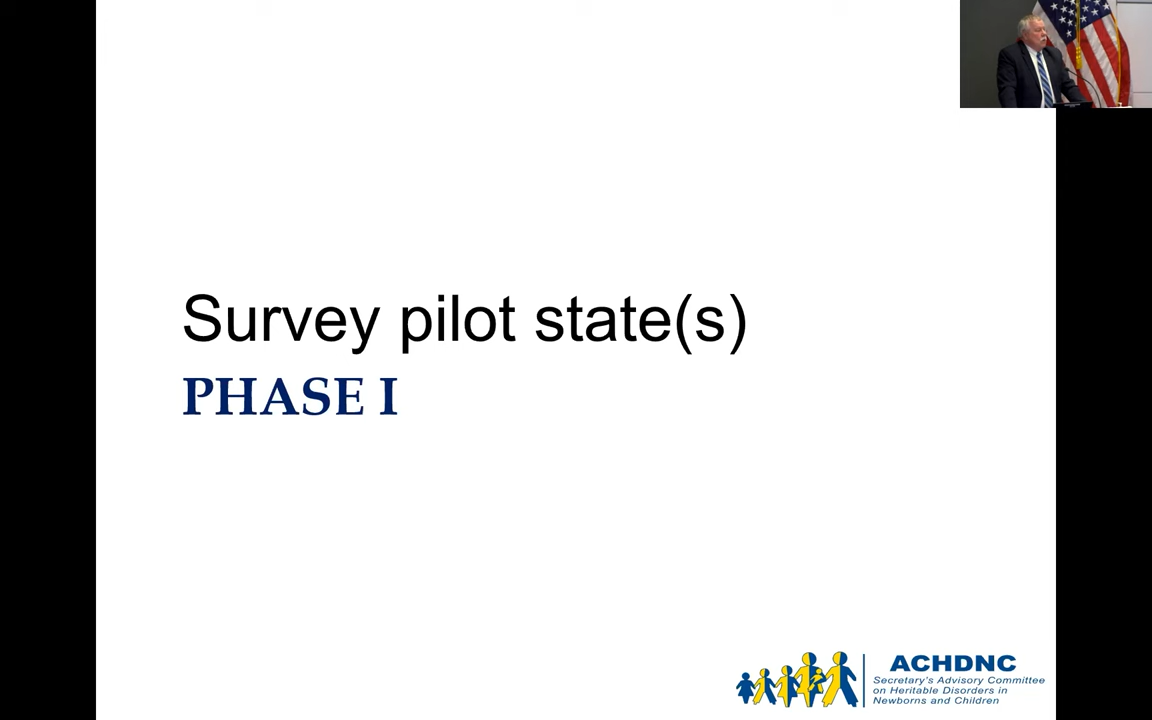 Survey pilot state(s)
PHASE I
ACHDNC
Secretary's Advisory Committee
on Heritable Disorders in
Newborns and Children